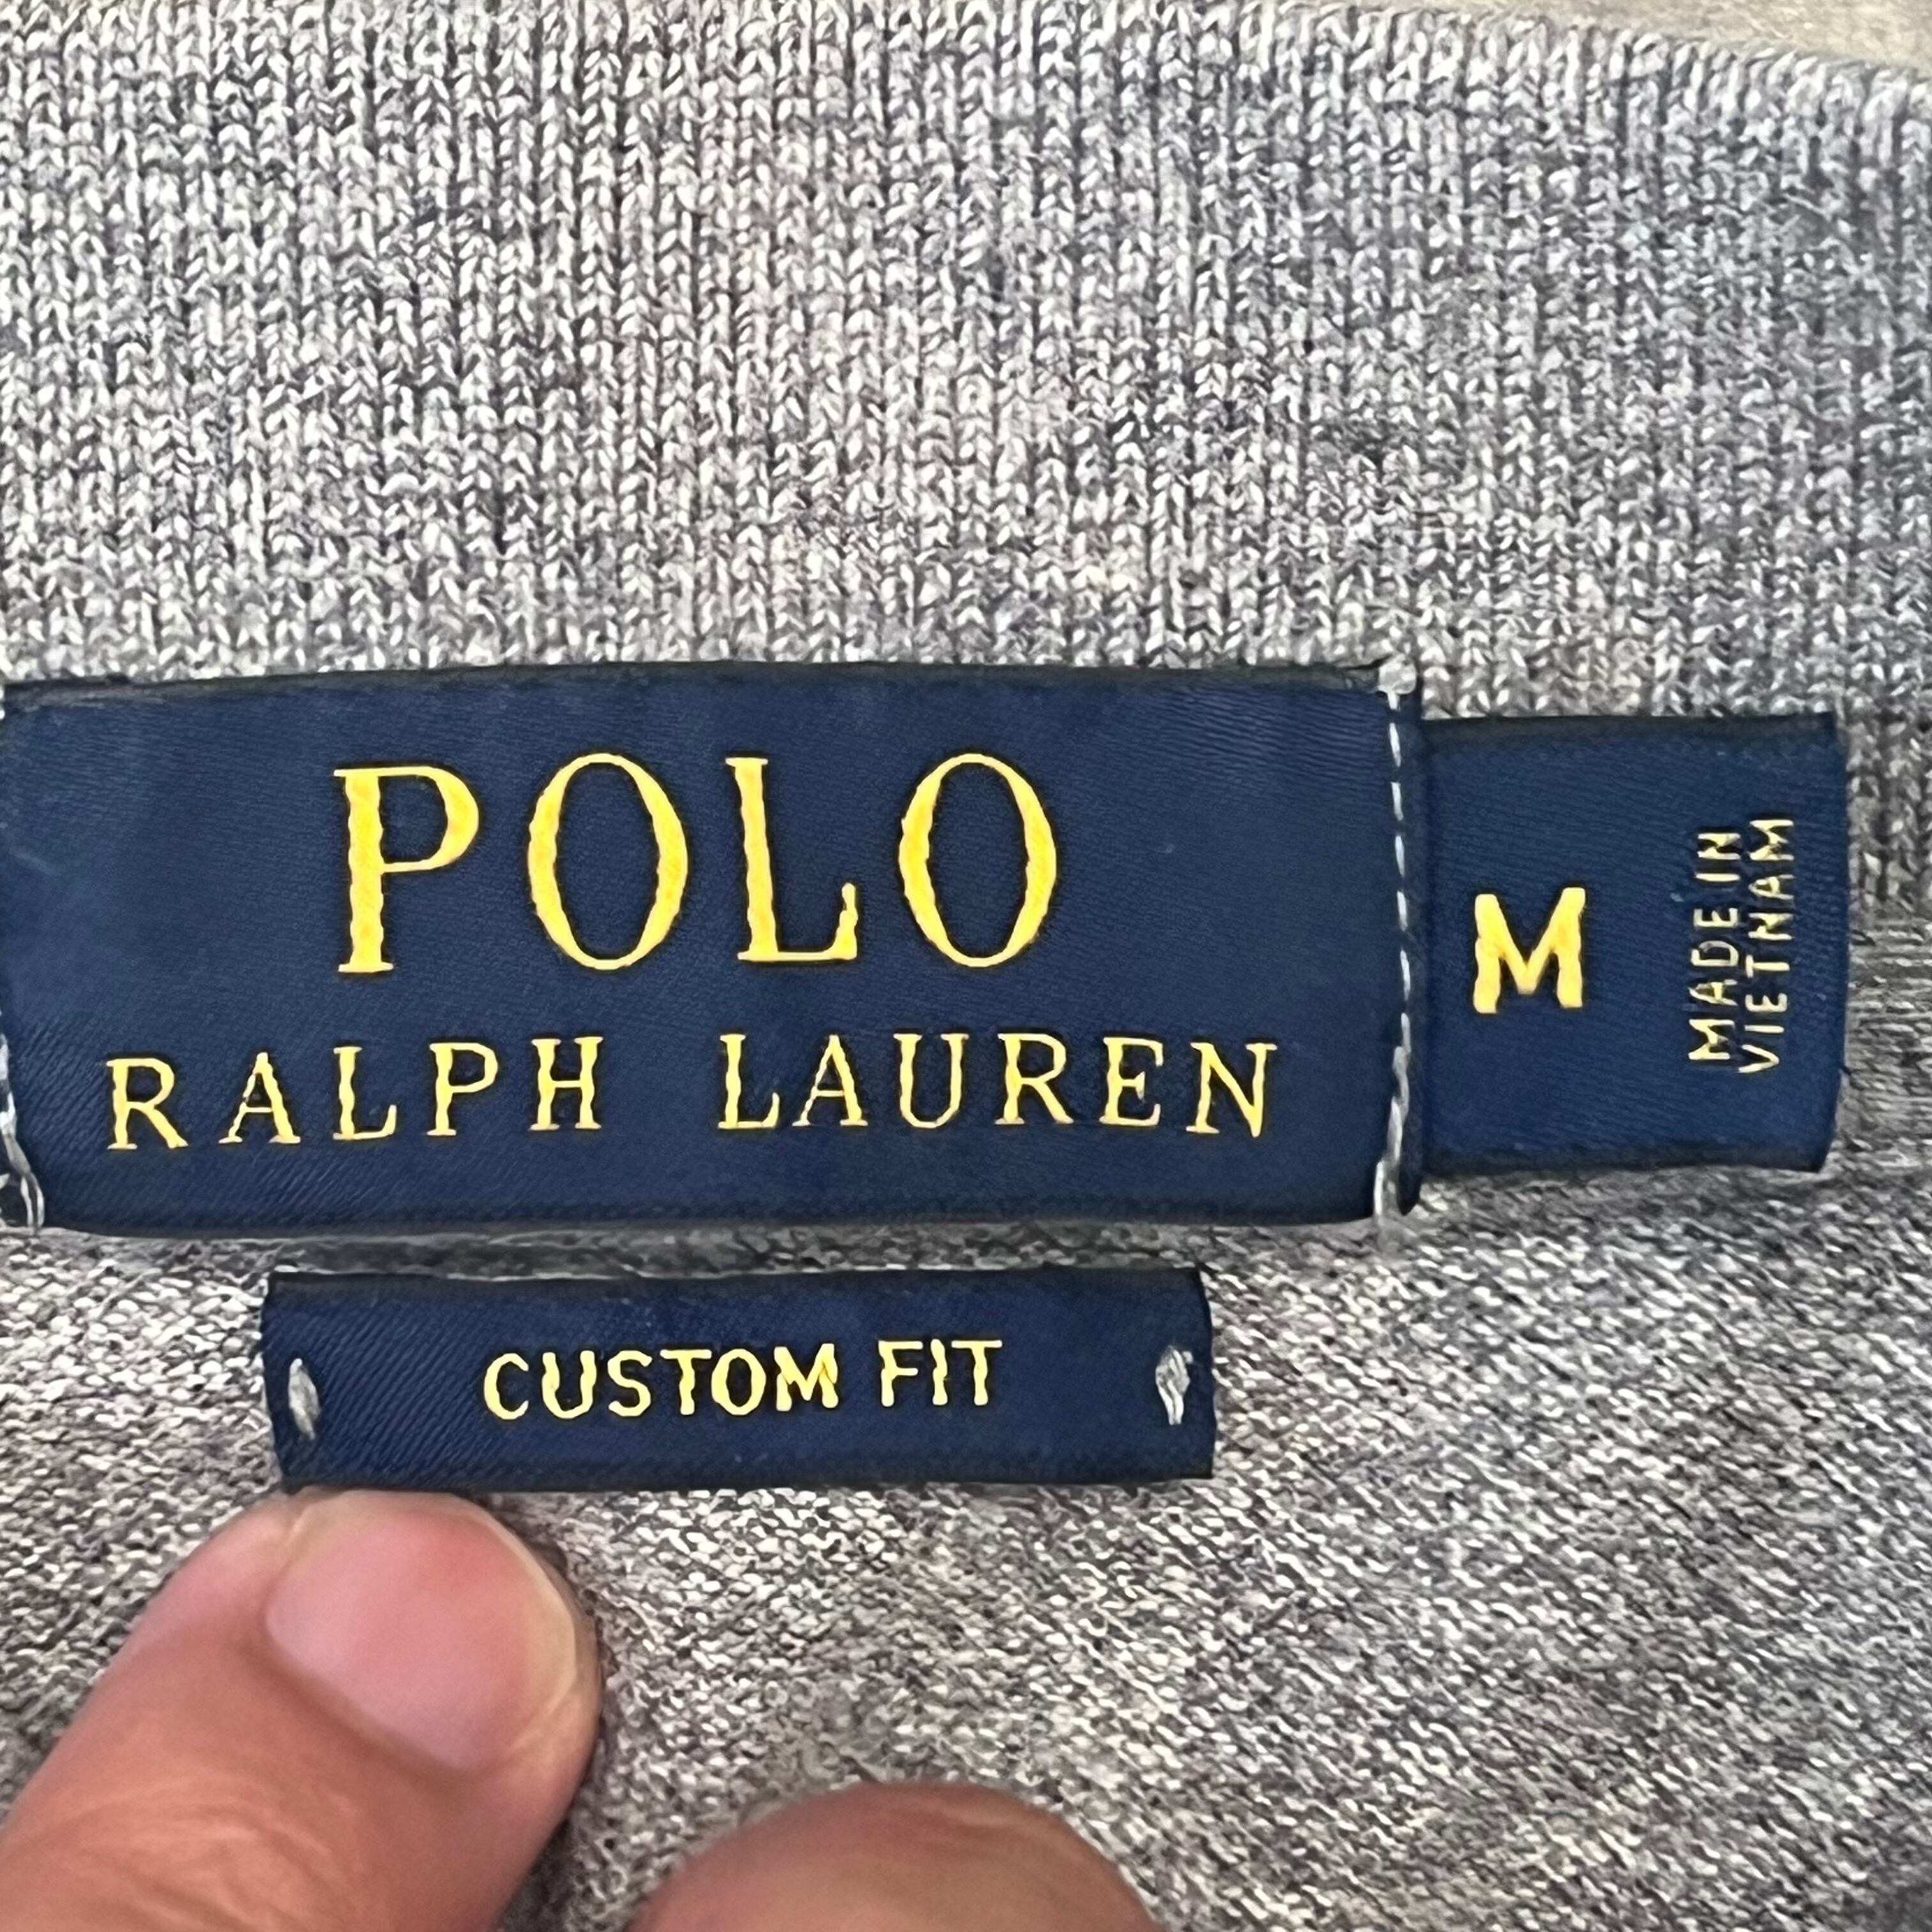 POLO
RALPH LAUREN
M
MADE IN
VIETNAM
CUSTOM FIT